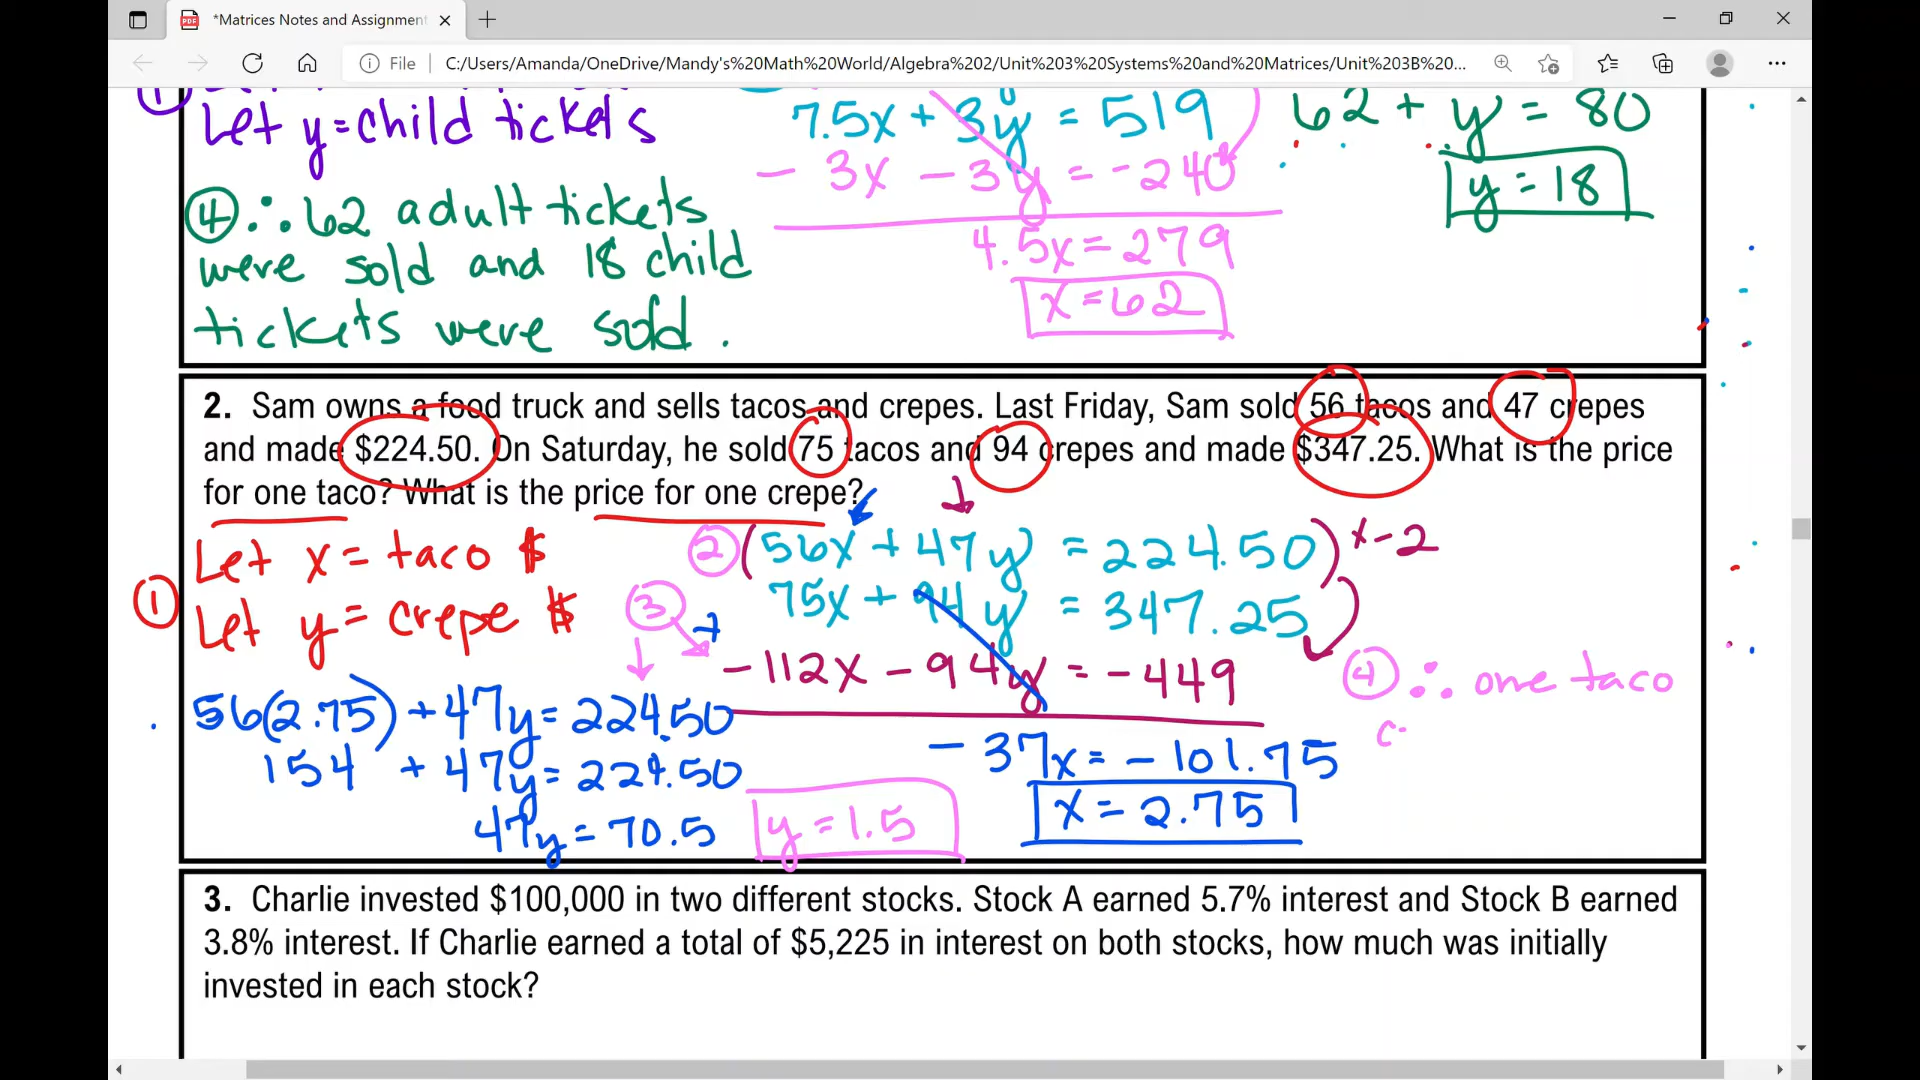 *Matrices Notes and Assignment
File C:/Users/Amanda/OneDrive/Mandy's%20Math%20World/Algebra%202/Unit%203%20Systems%20and%20Matrices/Unit%203B%20...
Let y=child tickets
④ ∴ 62 adult tickets
were sold and 18 child
tickets were sold.
7.5x + 3y = 519
- 3x - 3y = -240
4.5x = 279
x = 62
62 + y = 80
y = 18
2. Sam owns a food truck and sells tacos and crepes. Last Friday, Sam sold 56 tacos and 47 crepes
and made $224.50. On Saturday, he sold 75 tacos and 94 crepes and made $347.25. What is the price
for one taco? What is the price for one crepe?
Let x = taco $
① Let y = crepe $
② (56x + 47y = 224.50) x-2
75x + 94y = 347.25
③ +
-112x - 94y = -449
-37x = -101.75
x = 2.75
56(2.75) + 47y = 224.50
154 + 47y = 224.50
47y = 70.5
y = 1.5
④ ∴ one taco
c
3. Charlie invested $100,000 in two different stocks. Stock A earned 5.7% interest and Stock B earned
3.8% interest. If Charlie earned a total of $5,225 in interest on both stocks, how much was initially
invested in each stock?